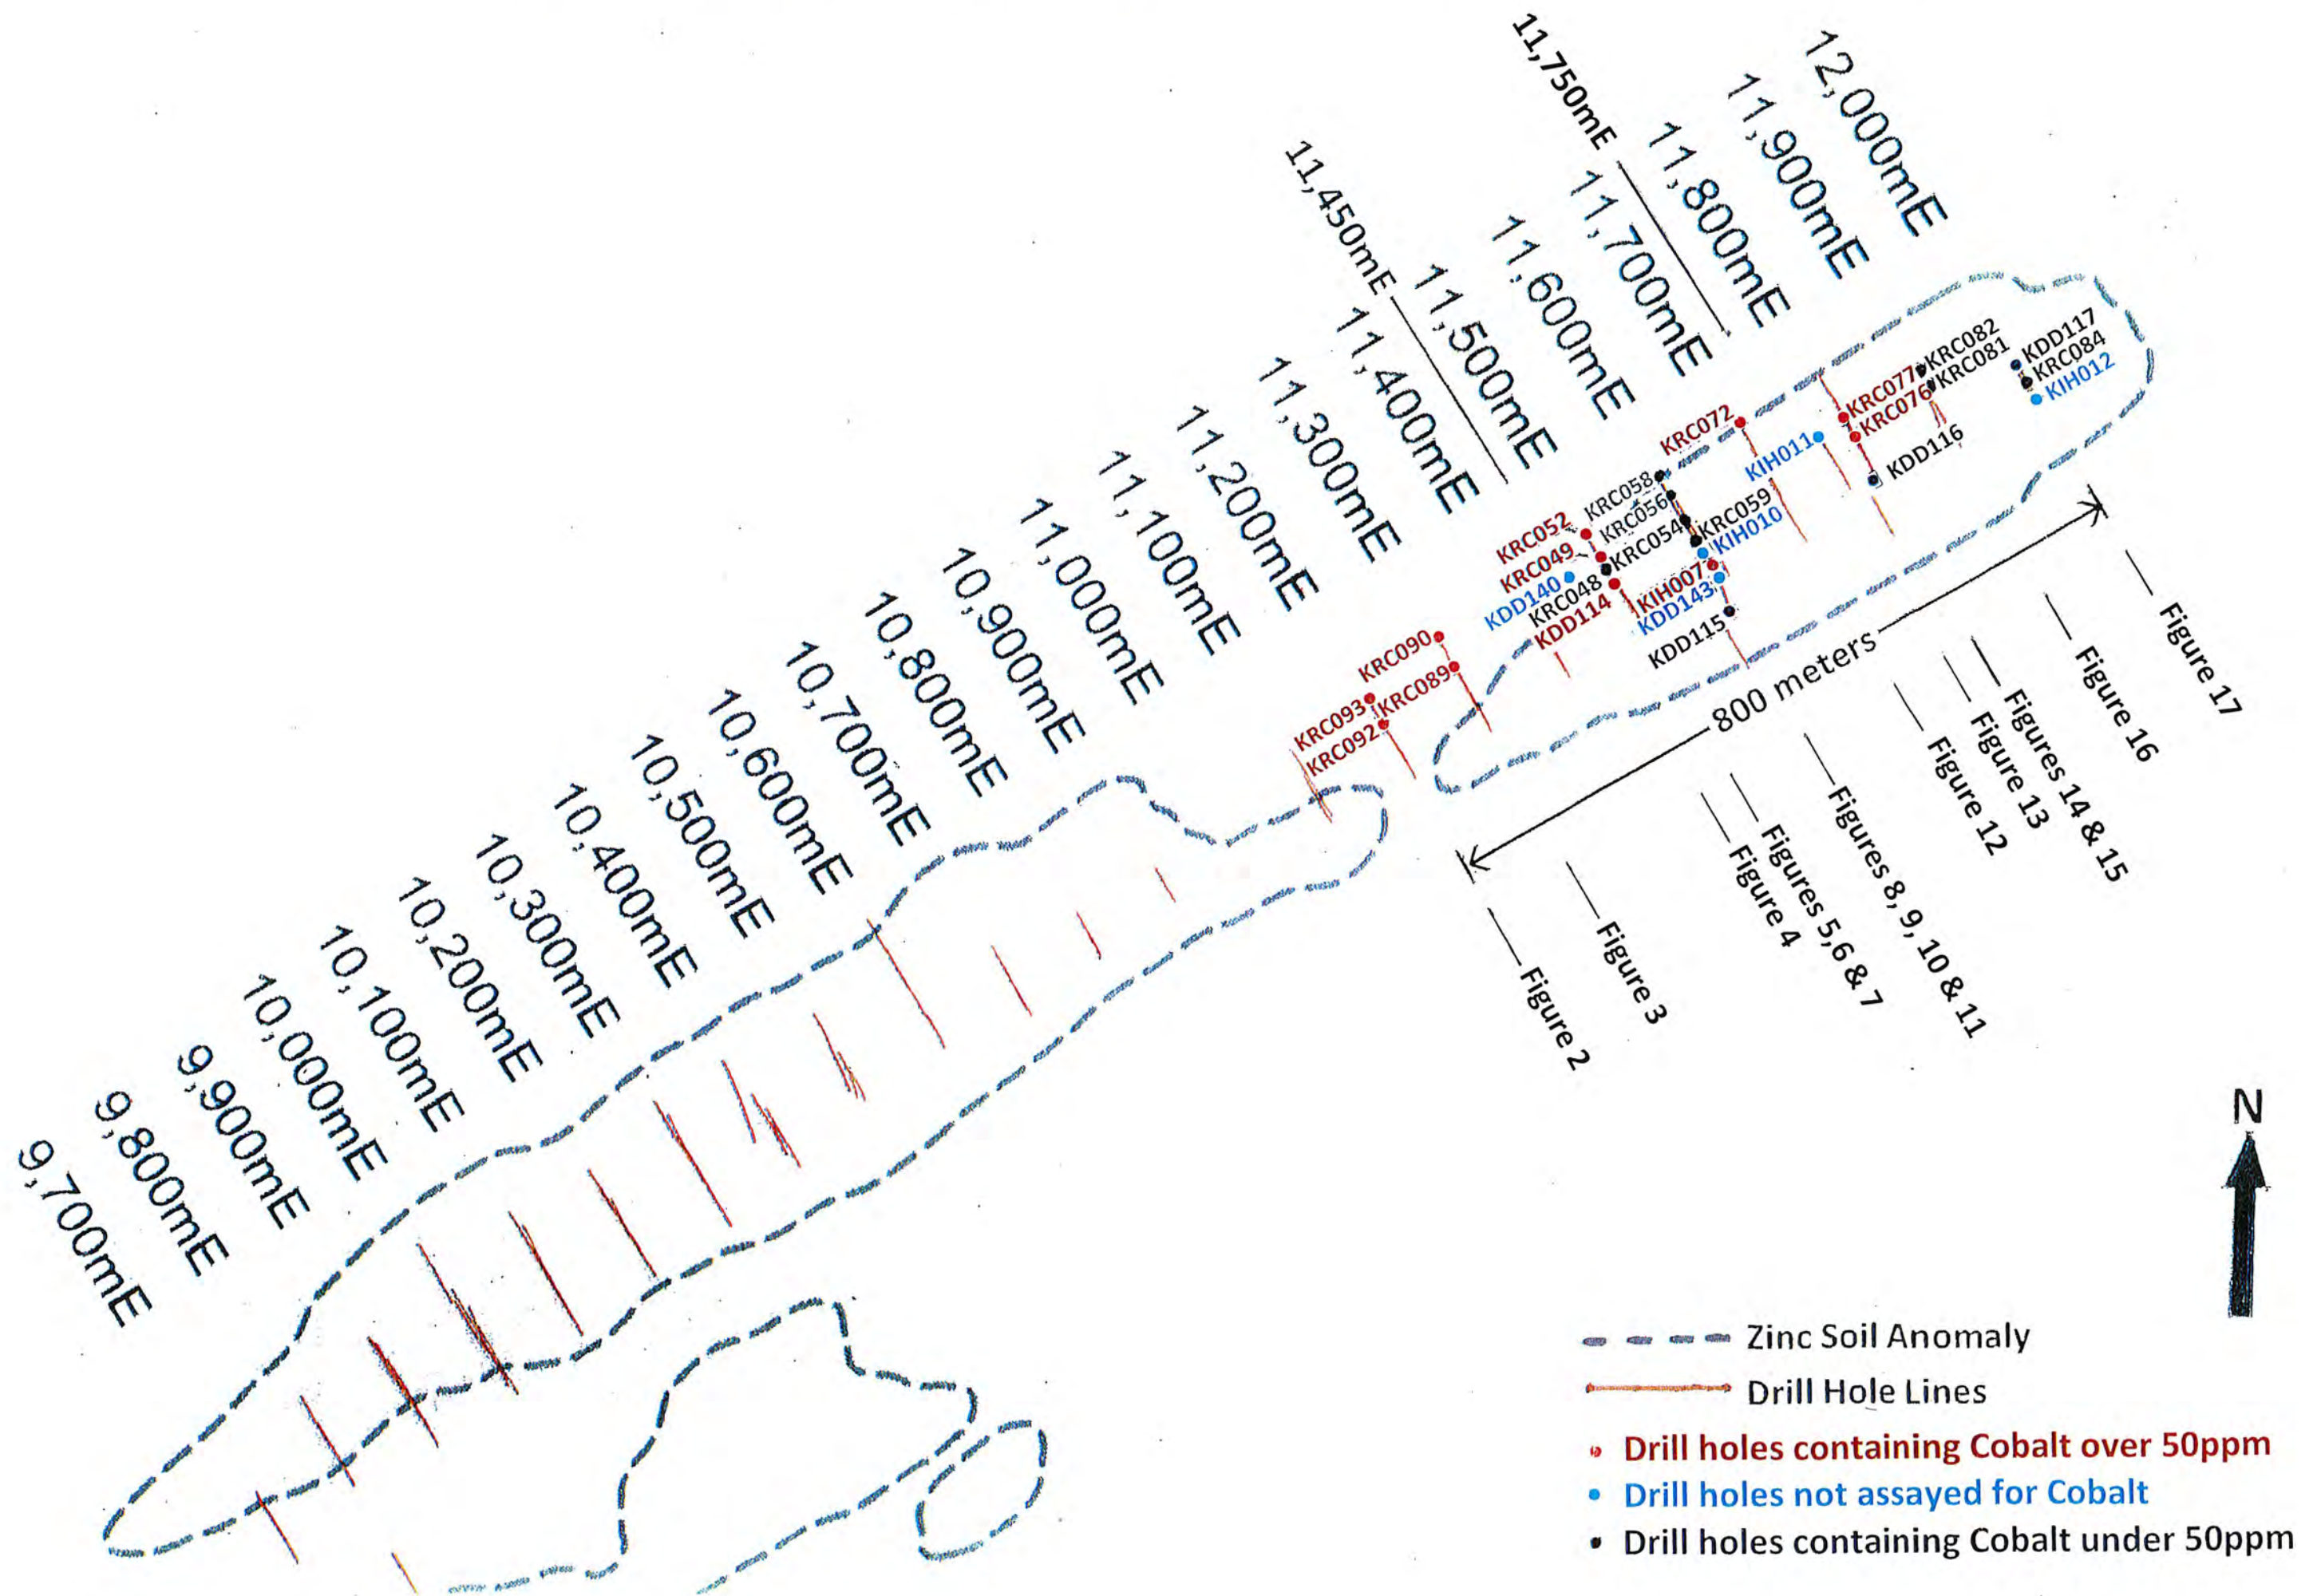 9,700mE
9,800mE
9,900mE
10,000mE
10,100mE
10,200mE
10,300mE
10,400mE
10,500mE
10,600mE
10,700mE
10,800mE
10,900mE
11,000mE
11,100mE
11,200mE
11,300mE
11,400mE
11,450mE
11,500mE
11,600mE
11,700mE
11,750mE
11,800mE
11,900mE
12,000mE
KRC093
KRC092
KRC090
KRC089
KRC052
KRC049
KDD140
KRC048
KDD114
KRC058
KRC056
KRC054
KRC059
KIH010
KIH007
KDD143
KDD115
KRC072
KIH011
KRC077
KRC076
KDD116
KRC082
KRC081
KDD117
KRC084
KIH012
800 meters
Figure 2
Figure 3
Figure 4
Figures 5,6 & 7
Figures 8, 9, 10 & 11
Figure 12
Figure 13
Figures 14 & 15
Figure 16
Figure 17
N
Zinc Soil Anomaly
Drill Hole Lines
Drill holes containing Cobalt over 50ppm
Drill holes not assayed for Cobalt
Drill holes containing Cobalt under 50ppm